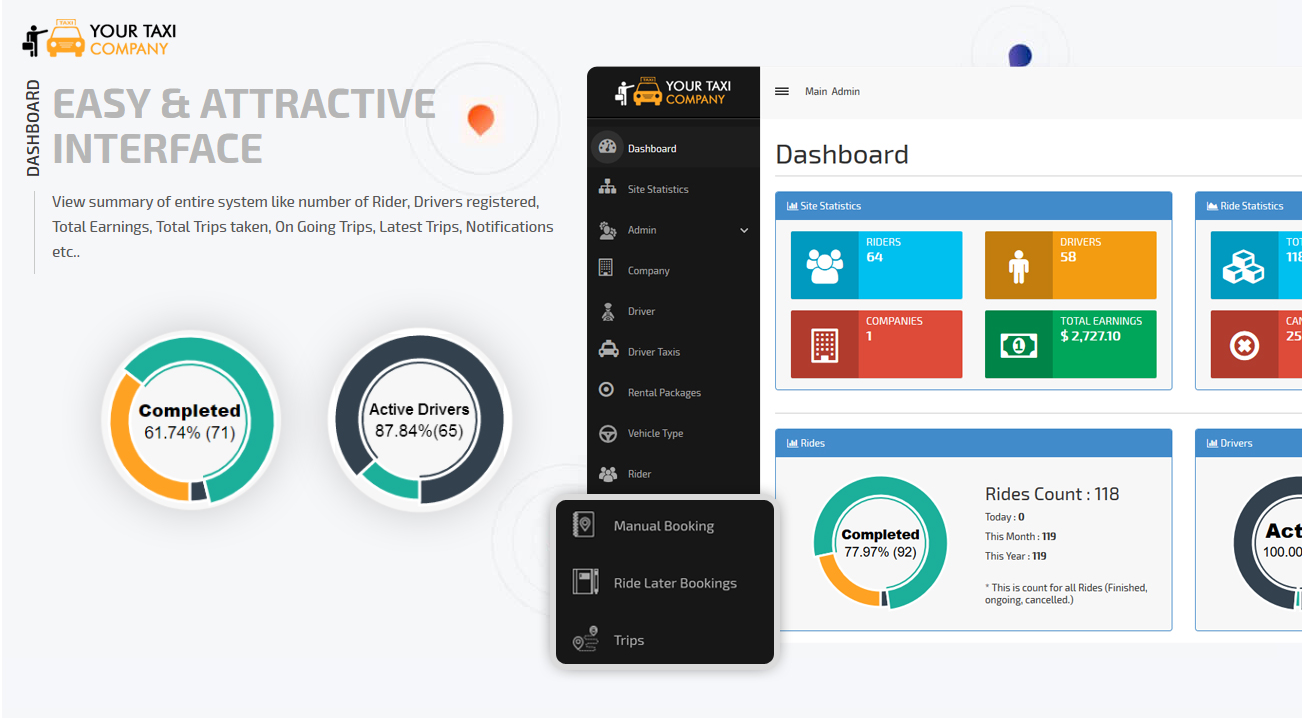 TAXI
YOUR TAXI
COMPANY
DASHBOARD
EASY & ATTRACTIVE
INTERFACE
View summary of entire system like number of Rider, Drivers registered,
Total Earnings, Total Trips taken, On Going Trips, Latest Trips, Notifications
etc..
Completed
61.74% (71)
Active Drivers
87.84%(65)
YOUR TAXI
COMPANY
Dashboard
Site Statistics
Admin
Company
Driver
Driver Taxis
Rental Packages
Vehicle Type
Rider
Manual Booking
Ride Later Bookings
Trips
Main Admin
Dashboard
Site Statistics
RIDERS
64
DRIVERS
58
COMPANIES
1
1
TOTAL EARNINGS
$ 2,727.10
Ride Statistics
TOT
118
CAN
25
Rides
Completed
77.97% (92)
Rides Count : 118
Today : 0
This Month : 119
This Year : 119
* This is count for all Rides (Finished,
ongoing, cancelled.)
Drivers
Act
100.00